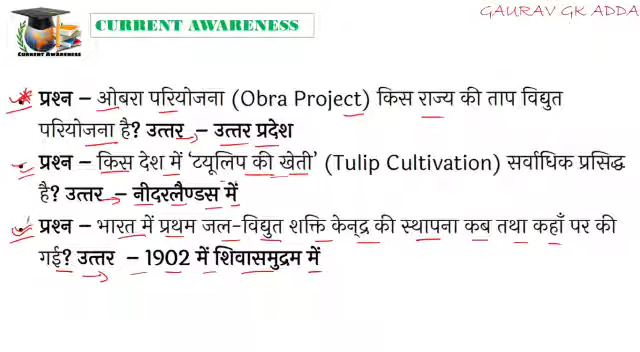 GAURAV GK ADDA
CURRENT AWARENESS
CURRENT AWARENESS
प्रश्न – ओबरा परियोजना (Obra Project) किस राज्य की ताप विद्युत
परियोजना है? उत्तर – उत्तर प्रदेश
प्रश्न – किस देश में ‘टयूलिप की खेती’ (Tulip Cultivation) सर्वाधिक प्रसिद्ध
है? उत्तर – नीदरलैण्डस में
प्रश्न – भारत में प्रथम जल-विद्युत शक्ति केन्द्र की स्थापना कब तथा कहाँ पर की
गई? उत्तर – 1902 में शिवासमुद्रम में